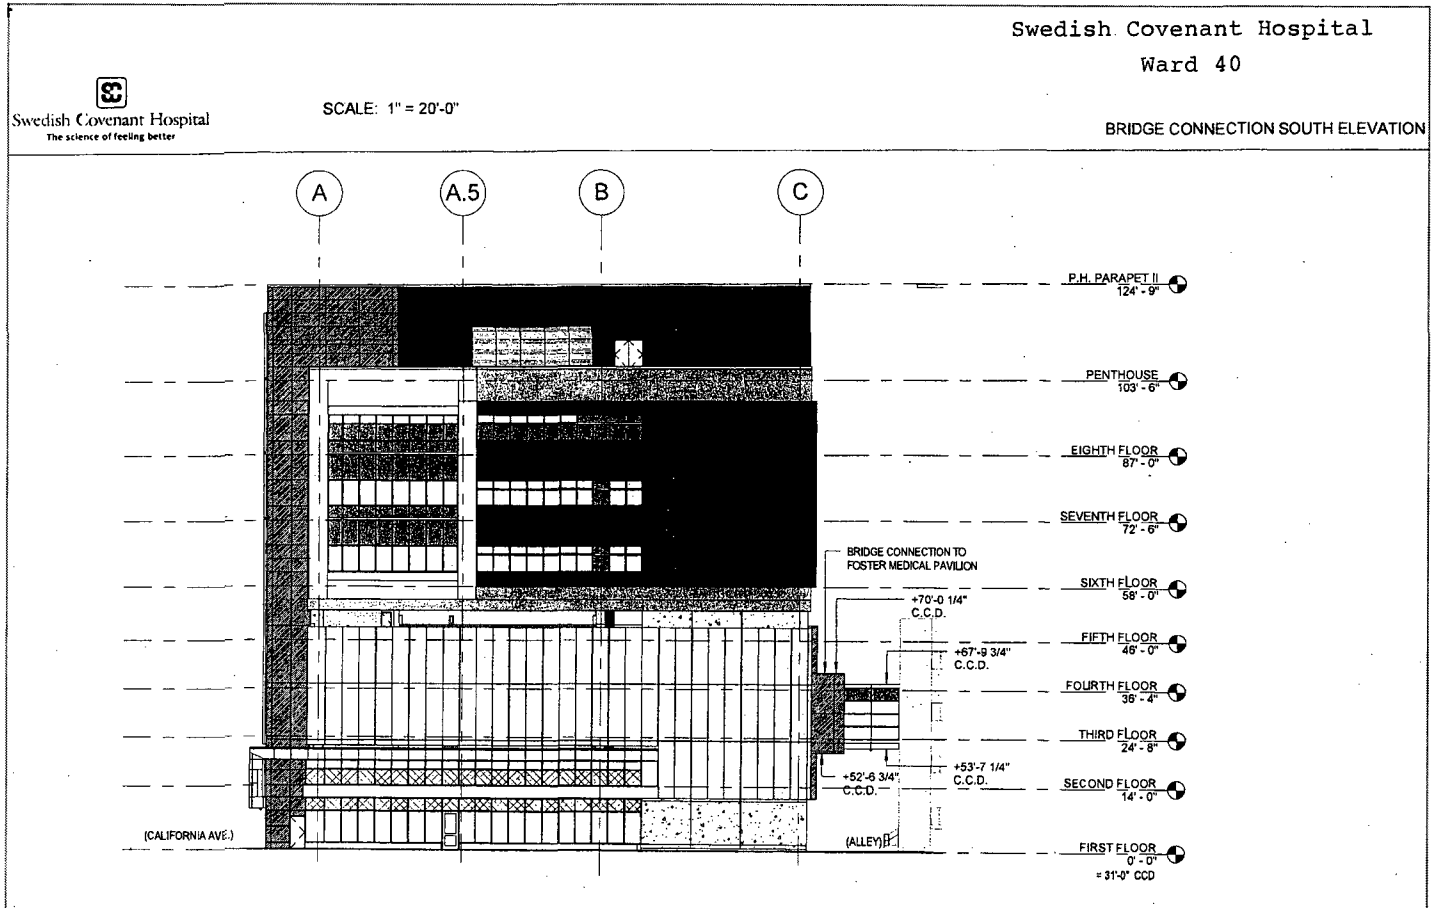 Swedish Covenant Hospital
Ward 40
SC
Swedish Covenant Hospital
The science of feeling better
SCALE: 1" = 20'-0"
BRIDGE CONNECTION SOUTH ELEVATION
A
A.5
B
C
P.H. PARAPET II
124' - 9"
PENTHOUSE
103' - 6"
EIGHTH FLOOR
87' - 0"
SEVENTH FLOOR
72' - 6"
BRIDGE CONNECTION TO
FOSTER MEDICAL PAVILION
SIXTH FLOOR
58' - 0"
+70'-0 1/4"
C.C.D.
FIFTH FLOOR
46' - 0"
+67'-9 3/4"
C.C.D.
FOURTH FLOOR
36' - 4"
THIRD FLOOR
24' - 8"
+53'-7 1/4"
C.C.D.
+52'-6 3/4"
C.C.D.
SECOND FLOOR
14' - 0"
(CALIFORNIA AVE.)
(ALLEY)
FIRST FLOOR
0' - 0"
= 31'-0" CCD